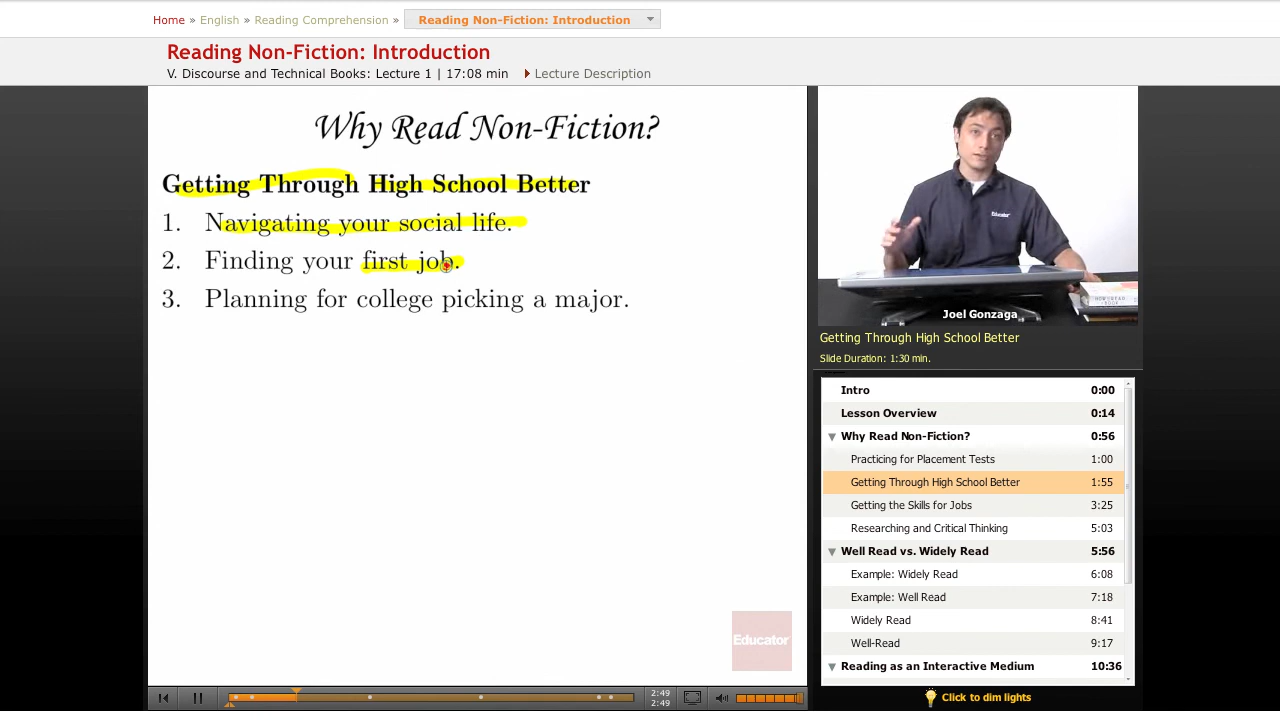 Home » English » Reading Comprehension » Reading Non-Fiction: Introduction
Reading Non-Fiction: Introduction
V. Discourse and Technical Books: Lecture 1 | 17:08 min Lecture Description
Why Read Non-Fiction?
Getting Through High School Better
1. Navigating your social life.
2. Finding your first job.
3. Planning for college picking a major.
Educator
2:49
2:49
Educator
Joel Gonzaga
Getting Through High School Better
Slide Duration: 1:30 min.
Intro 0:00
Lesson Overview 0:14
Why Read Non-Fiction? 0:56
Practicing for Placement Tests 1:00
Getting Through High School Better 1:55
Getting the Skills for Jobs 3:25
Researching and Critical Thinking 5:03
Well Read vs. Widely Read 5:56
Example: Widely Read 6:08
Example: Well Read 7:18
Widely Read 8:41
Well-Read 9:17
Reading as an Interactive Medium 10:36
Click to dim lights